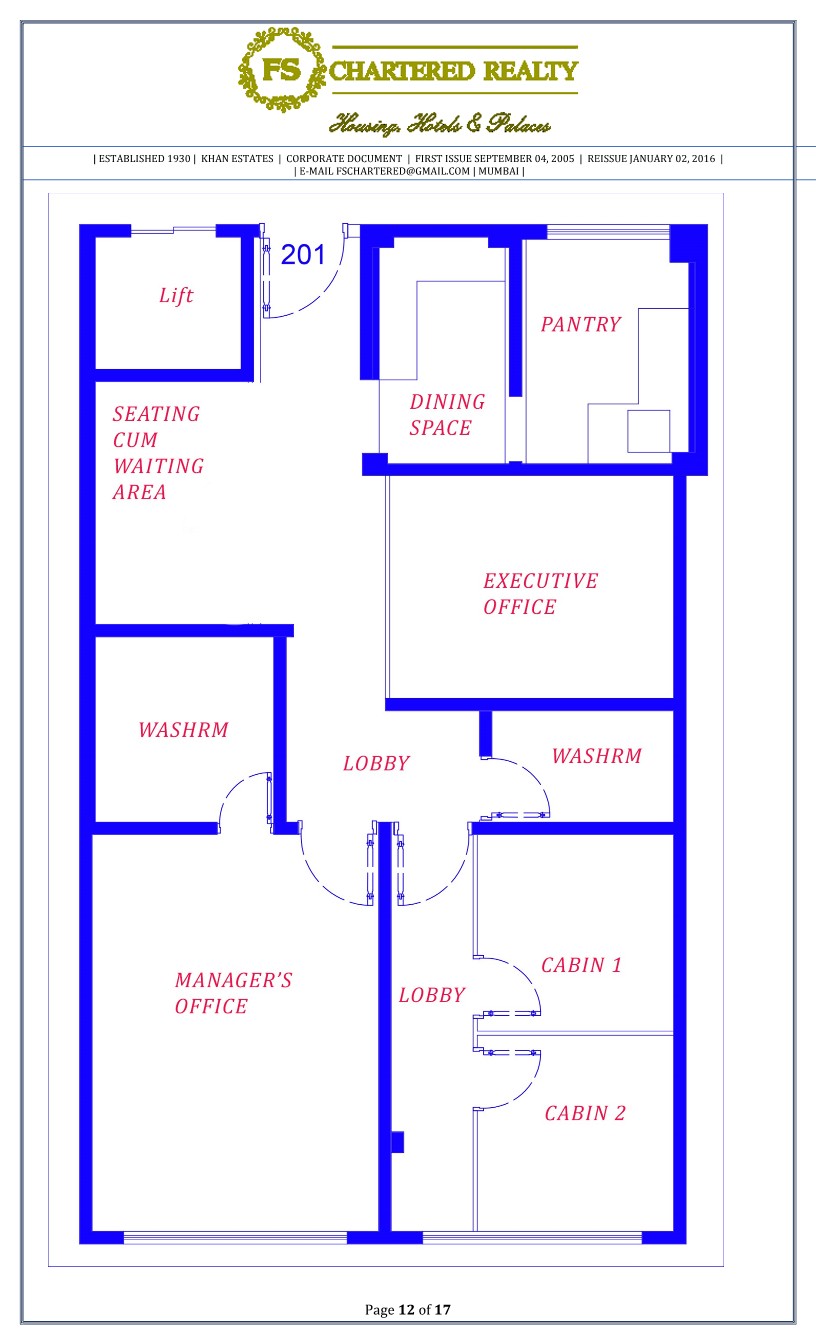 FS
CHARTERED REALTY
Housing, Hotels & Palaces
| ESTABLISHED 1930 | KHAN ESTATES | CORPORATE DOCUMENT | FIRST ISSUE SEPTEMBER 04, 2005 | REISSUE JANUARY 02, 2016 |
| E-MAIL FSCHARTERED@GMAIL.COM | MUMBAI |
201
Lift
PANTRY
DINING
SPACE
SEATING
CUM
WAITING
AREA
EXECUTIVE
OFFICE
WASHRM
LOBBY
WASHRM
MANAGER'S
OFFICE
LOBBY
CABIN 1
CABIN 2
Page 12 of 17